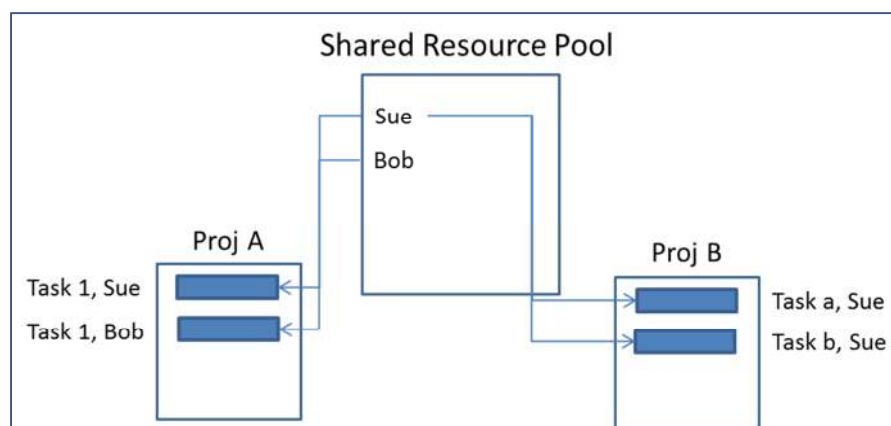 Shared Resource Pool
Sue
Bob
Proj A
Task 1, Sue
Task 1, Bob
Proj B
Task a, Sue
Task b, Sue